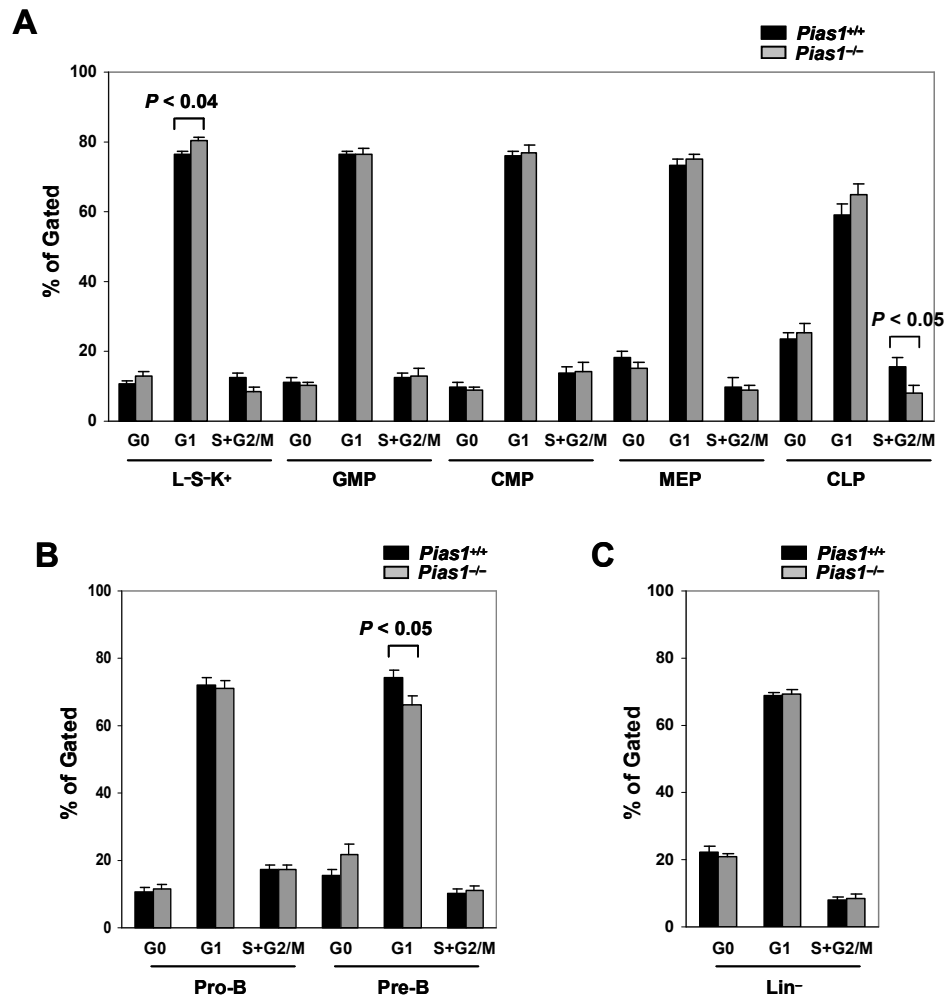 A
Pias1+/+
Pias1−/−
100
P < 0.04
80
60
% of Gated
40
P < 0.05
20
0
G0 G1 S+G2/M G0 G1 S+G2/M G0 G1 S+G2/M G0 G1 S+G2/M G0 G1 S+G2/M
L-S-K+ GMP CMP MEP CLP
B
Pias1+/+
Pias1−/−
100
P < 0.05
80
60
% of Gated
40
20
0
G0 G1 S+G2/M G0 G1 S+G2/M
Pro-B Pre-B
C
Pias1+/+
Pias1−/−
100
80
60
% of Gated
40
20
0
G0 G1 S+G2/M
Lin−